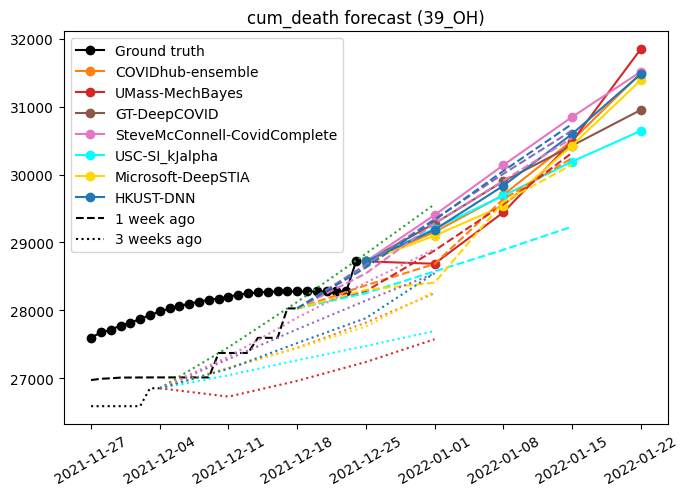 cum_death forecast (39_OH)
32000
31000
30000
29000
28000
27000
Ground truth
COVIDhub-ensemble
UMass-MechBayes
GT-DeepCOVID
SteveMcConnell-CovidComplete
USC-SI_kJalpha
Microsoft-DeepSTIA
HKUST-DNN
1 week ago
3 weeks ago
2021-11-27
2021-12-04
2021-12-11
2021-12-18
2021-12-25
2022-01-01
2022-01-08
2022-01-15
2022-01-22